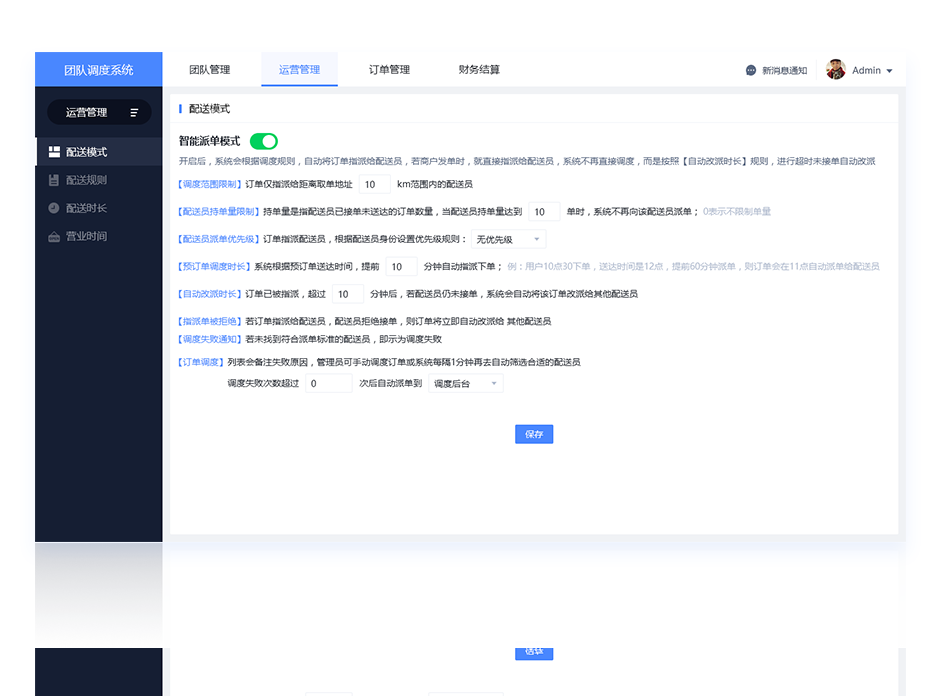 团队调度系统
团队管理
运营管理
订单管理
财务结算
新消息通知
Admin
运营管理
配送模式
配送规则
配送时长
营业时间
配送模式
智能派单模式
开启后，系统会根据调度规则，自动将订单指派给配送员，若商户发单时，就直接指派给配送员，系统不再直接调度，而是按照【自动改派时长】规则，进行超时未接单自动改派
【调度范围限制】订单仅指派给距离取单地址 10 km范围内的配送员
【配送员持单量限制】持单量是指配送员已接单未送达的订单数量，当配送员持单量达到 10 单时，系统不再向该配送员派单； 0表示不限制单量
【配送员派单优先级】订单指派配送员，根据配送员身份设置优先级规则： 无优先级
【预订单调度时长】系统根据预订单送达时间，提前 10 分钟自动指派下单； 例：用户10点30下单，送达时间是12点，提前60分钟派单，则订单会在11点自动派单给配送员
【自动改派时长】订单已被指派，超过 10 分钟后，若配送员仍未接单，系统会自动将该订单改派给其他配送员
【指派单被拒绝】若订单指派给配送员，配送员拒绝接单，则订单将立即自动改派给 其他配送员
【调度失败通知】若未找到符合派单标准的配送员，即示为调度失败
【订单调度】列表会备注失败原因，管理员可手动调度订单或系统每隔1分钟再去自动筛选合适的配送员
调度失败次数超过 0 次后自动派单到 调度后台
保存